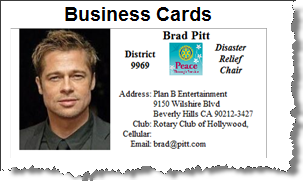 Business Cards
Brad Pitt
District
9969
Peace
Through Service
Disaster
Relief
Chair
Address: Plan B Entertainment
9150 Wilshire Blvd
Beverly Hills CA 90212-3427
Club: Rotary Club of Hollywood,
Cellular:
Email: brad@pitt.com